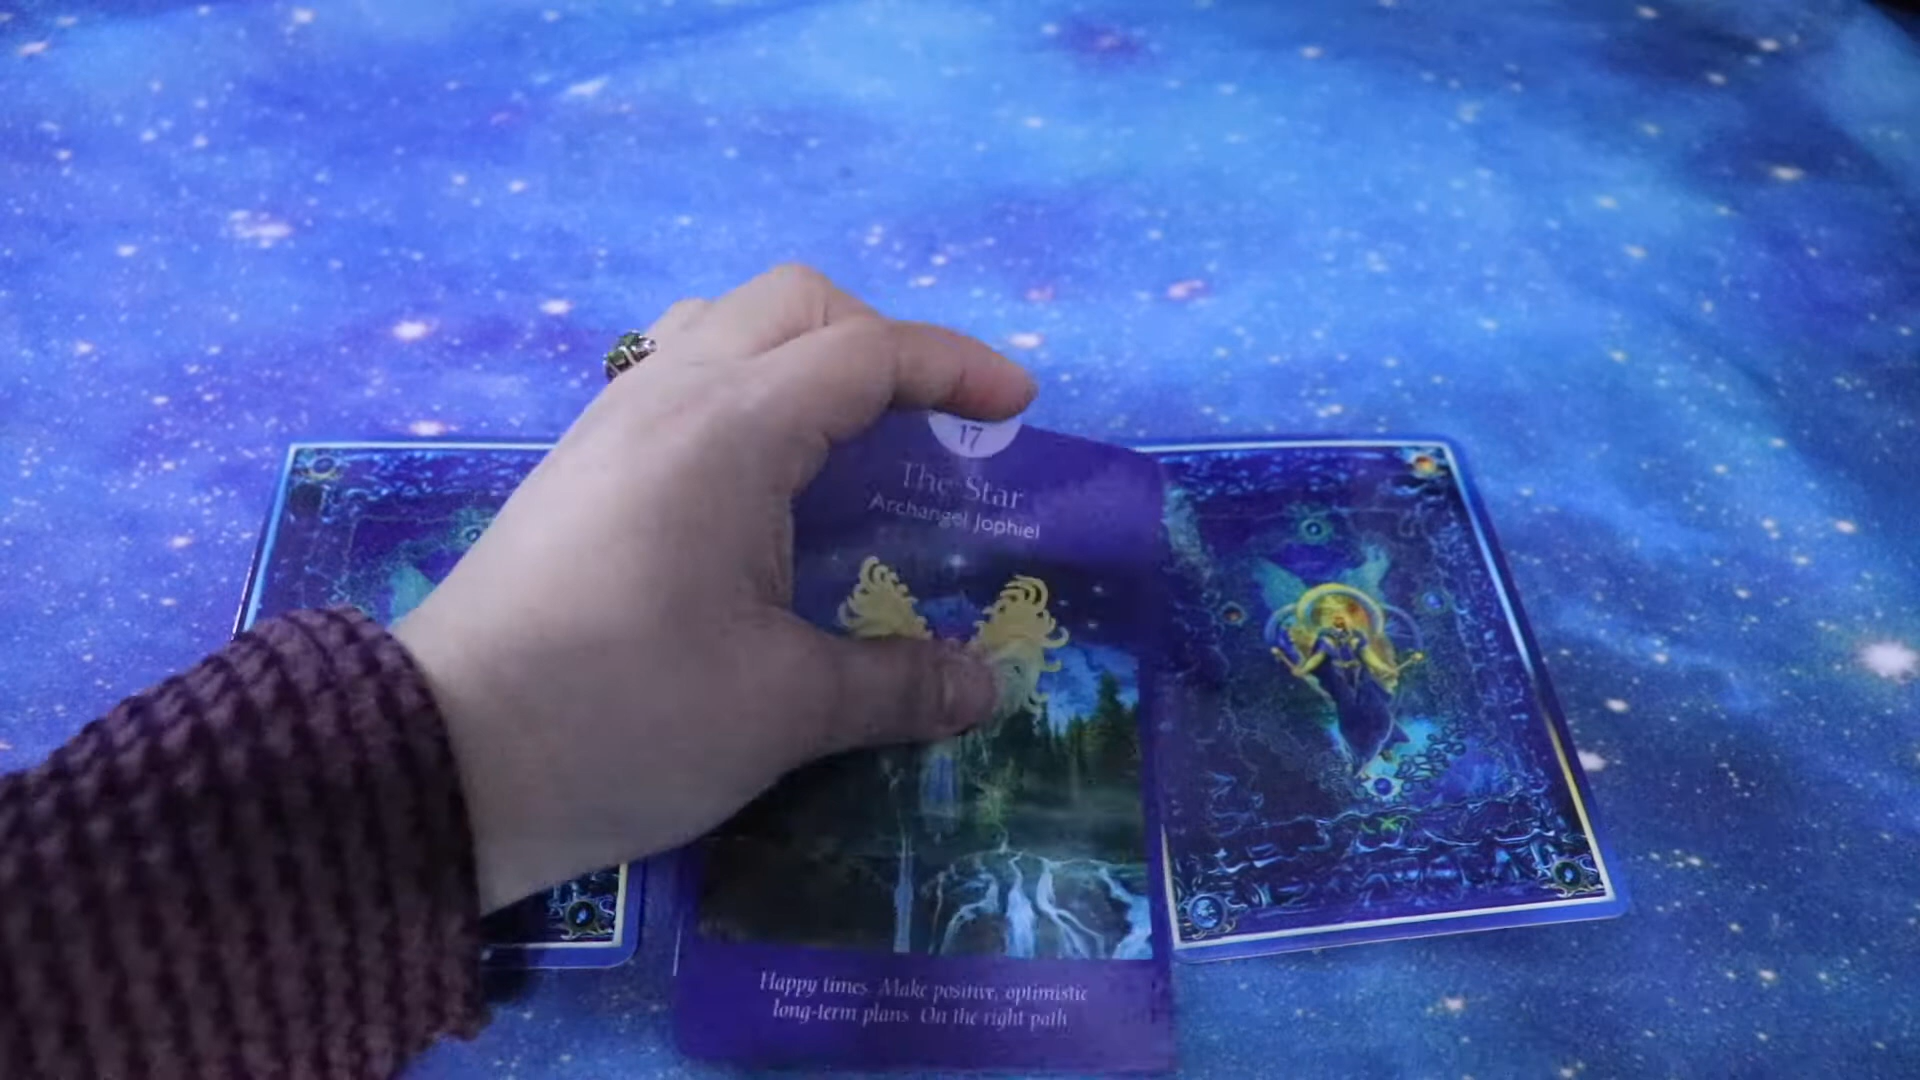 17
The Star
Archangel Jophiel
Happy times. Make positive, optimistic
long-term plans. On the right path